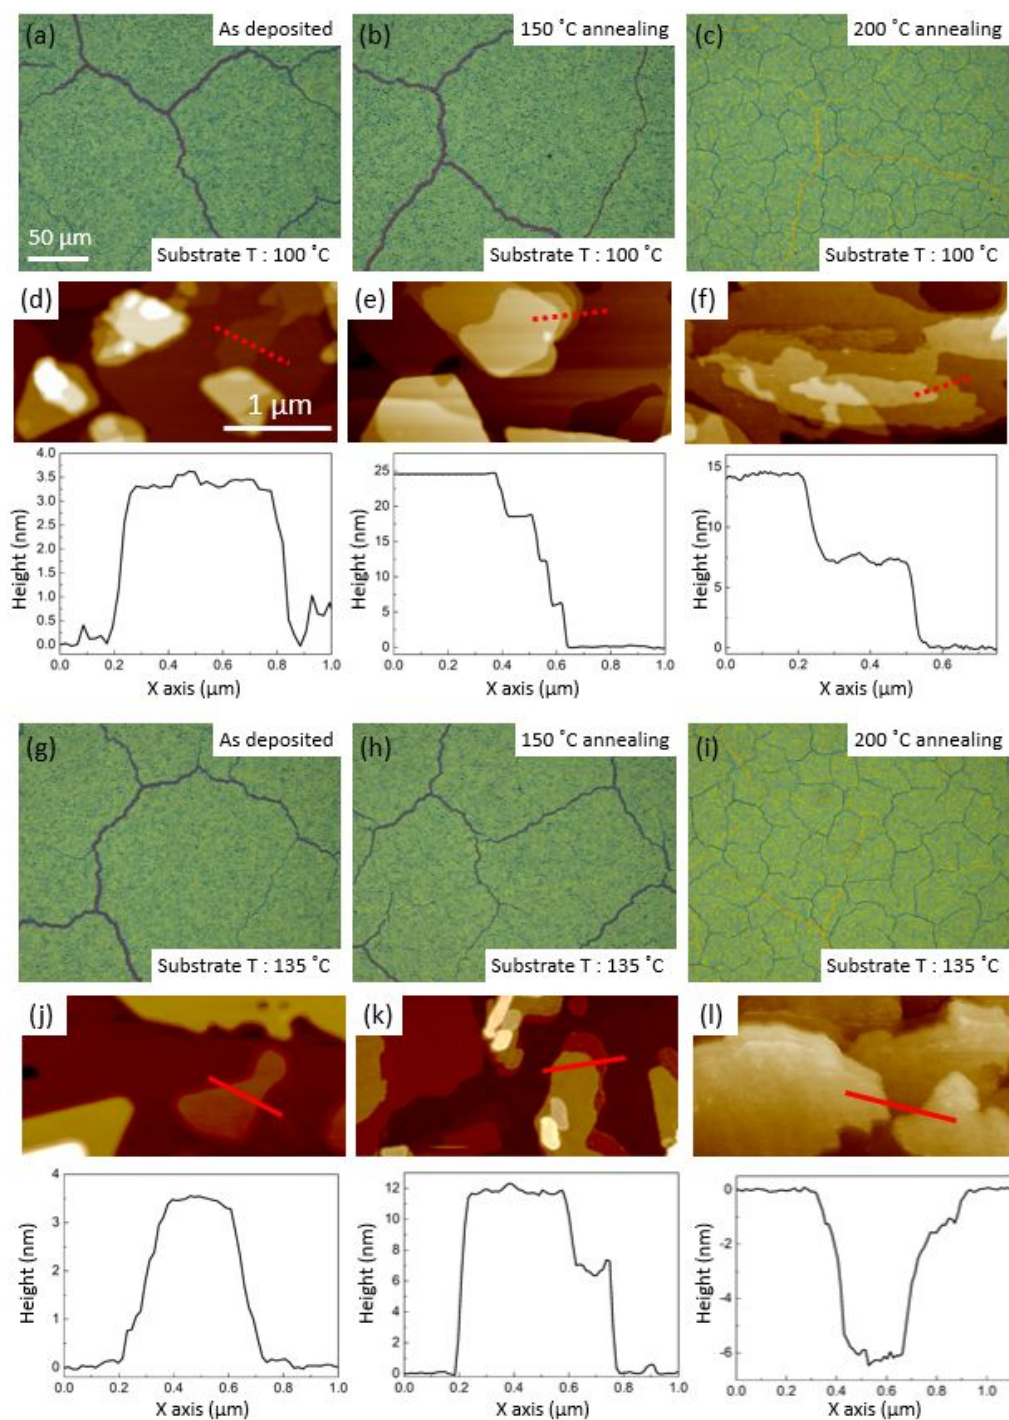 (a) As deposited (b) 150 ˚C annealing (c) 200 ˚C annealing
50 µm
Substrate T : 100 ˚C Substrate T : 100 ˚C Substrate T : 100 ˚C
(d) (e) (f)
1 µm
4.0
3.5
3.0
2.5
2.0
1.5
1.0
0.5
0.0
Height (nm)
0.0 0.2 0.4 0.6 0.8 1.0
X axis (µm)
25
20
15
10
5
0
Height (nm)
0.0 0.2 0.4 0.6 0.8 1.0
X axis (µm)
15
10
5
0
Height (nm)
0.0 0.2 0.4 0.6
X axis (µm)
(g) As deposited (h) 150 ˚C annealing (i) 200 ˚C annealing
Substrate T : 135 ˚C Substrate T : 135 ˚C Substrate T : 135 ˚C
(j) (k) (l)
4
3
2
1
0
Height (nm)
0.0 0.2 0.4 0.6 0.8 1.0
X axis (µm)
12
10
8
6
4
2
0
Height (nm)
0.0 0.2 0.4 0.6 0.8 1.0
X axis (µm)
0
-2
-4
-6
Height (nm)
0.0 0.2 0.4 0.6 0.8 1.0
X axis (µm)